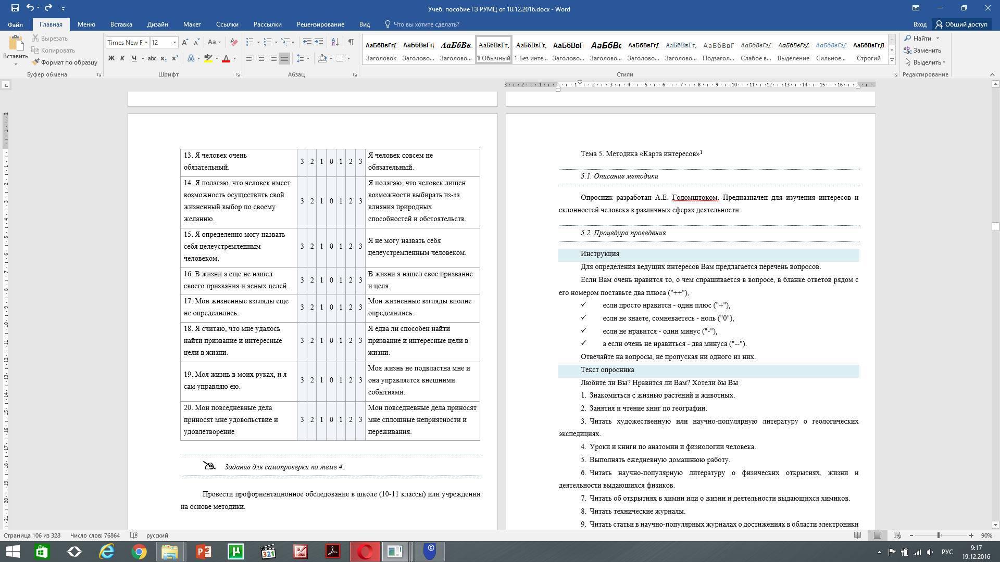 Учеб. пособие ГЗ РУМЦ от 18.12.2016.docx - Word
Файл
Главная
Меню
Вставка
Дизайн
Макет
Ссылки
Рассылки
Рецензирование
Вид
Что вы хотите сделать?
Вход
Общий доступ
Вставить
Вырезать
Копировать
Формат по образцу
Буфер обмена
Times New R
12
Шрифт
Абзац
АаБбВвГгД Заголовок
АаБбВвГг, Заголово...
АаБбВв. Заголово...
АаБбВвГг, ¶ Обычный
АаБбВвГг, ¶ Без инте...
АаБбВвГ Заголово...
АаБбВв Заголово...
АаБбВвГг, Заголово...
АаБбВвГг, Заголово...
АаБбВвГ Подзагол...
АаБбВвГгД Слабое в...
АаБбВвГгД Выделение
АаБбВвГгД Сильное...
АаБбВвГгД Строгий
Стили
Найти
Заменить
Выделить
Редактирование
13. Я человек очень
обязательный.
3 2 1 0 1 2 3
Я человек совсем не
обязательный.
14. Я полагаю, что человек имеет
возможность осуществить свой
жизненный выбор по своему
желанию.
3 2 1 0 1 2 3
Я полагаю, что человек лишен
возможности выбирать из-за
влияния природных
способностей и обстоятельств.
15. Я определенно могу назвать
себя целеустремленным
человеком.
3 2 1 0 1 2 3
Я не могу назвать себя
целеустремленным человеком.
16. В жизни а еще не нашел
своего призвания и ясных целей.
3 2 1 0 1 2 3
В жизни я нашел свое призвание
и целя.
17. Мои жизненные взгляды еще
не определились.
3 2 1 0 1 2 3
Мои жизненные взгляды вполне
определились.
18. Я считаю, что мне удалось
найти призвание и интересные
цели в жизни.
3 2 1 0 1 2 3
Я едва ли способен найти
призвание и интересные цели в
жизни.
19. Моя жизнь в моих руках, и я
сам управляю ею.
3 2 1 0 1 2 3
Моя жизнь не подвластна мне и
она управляется внешними
событиями.
20. Мои повседневные дела
приносят мне удовольствие и
удовлетворение
3 2 1 0 1 2 3
Мои повседневные дела приносят
мне сплошные неприятности и
переживания.
Задание для самопроверки по теме 4:
Провести профориентационное обследование в школе (10-11 классы) или учреждении
на основе методики.
Тема 5. Методика «Карта интересов»1
5.1. Описание методики
Опросник разработан А.Е. Голомштоком. Предназначен для изучения интересов и
склонностей человека в различных сферах деятельности.
5.2. Процедура проведения
Инструкция
Для определения ведущих интересов Вам предлагается перечень вопросов.
Если Вам очень нравится то, о чем спрашивается в вопросе, в бланке ответов рядом с
его номером поставьте два плюса ("++"),
✓ если просто нравится - один плюс ("+"),
✓ если не знаете, сомневаетесь - ноль ("0"),
✓ если не нравится - один минус ("-"),
✓ а если очень не нравиться - два минуса ("--").
Отвечайте на вопросы, не пропуская ни одного из них.
Текст опросника
Любите ли Вы? Нравится ли Вам? Хотели бы Вы
1. Знакомиться с жизнью растений и животных.
2. Занятия и чтение книг по географии.
3. Читать художественную или научно-популярную литературу о геологических
экспедициях.
4. Уроки и книги по анатомии и физиологии человека.
5. Выполнять ежедневную домашнюю работу.
6. Читать научно-популярную литературу о физических открытиях, жизни и
деятельности выдающихся физиков.
7. Читать об открытиях в химии или о жизни и деятельности выдающихся химиков.
8. Читать технические журналы.
9. Читать статьи в научно-популярных журналах о достижениях в области электроники
Страница 106 из 328
Число слов: 76864
русский
90%
РУС
9:17
19.12.2016